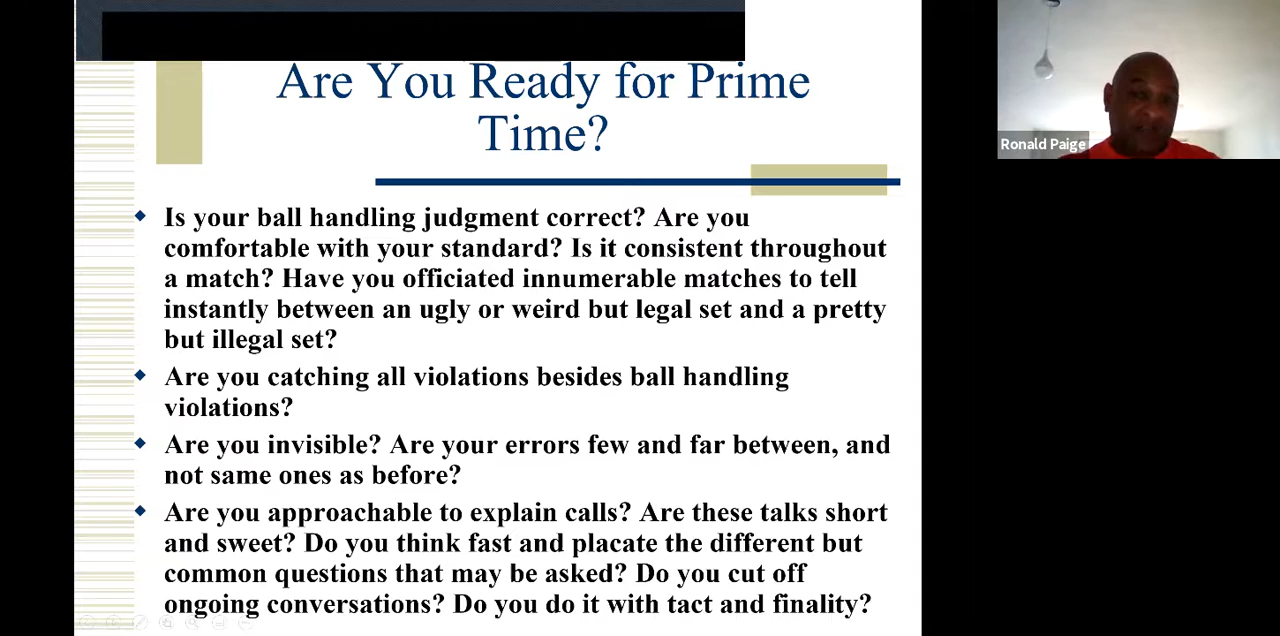 Are You Ready for Prime
Time?
Is your ball handling judgment correct? Are you
comfortable with your standard? Is it consistent throughout
a match? Have you officiated innumerable matches to tell
instantly between an ugly or weird but legal set and a pretty
but illegal set?
Are you catching all violations besides ball handling
violations?
Are you invisible? Are your errors few and far between, and
not same ones as before?
Are you approachable to explain calls? Are these talks short
and sweet? Do you think fast and placate the different but
common questions that may be asked? Do you cut off
ongoing conversations? Do you do it with tact and finality?
Ronald Paige